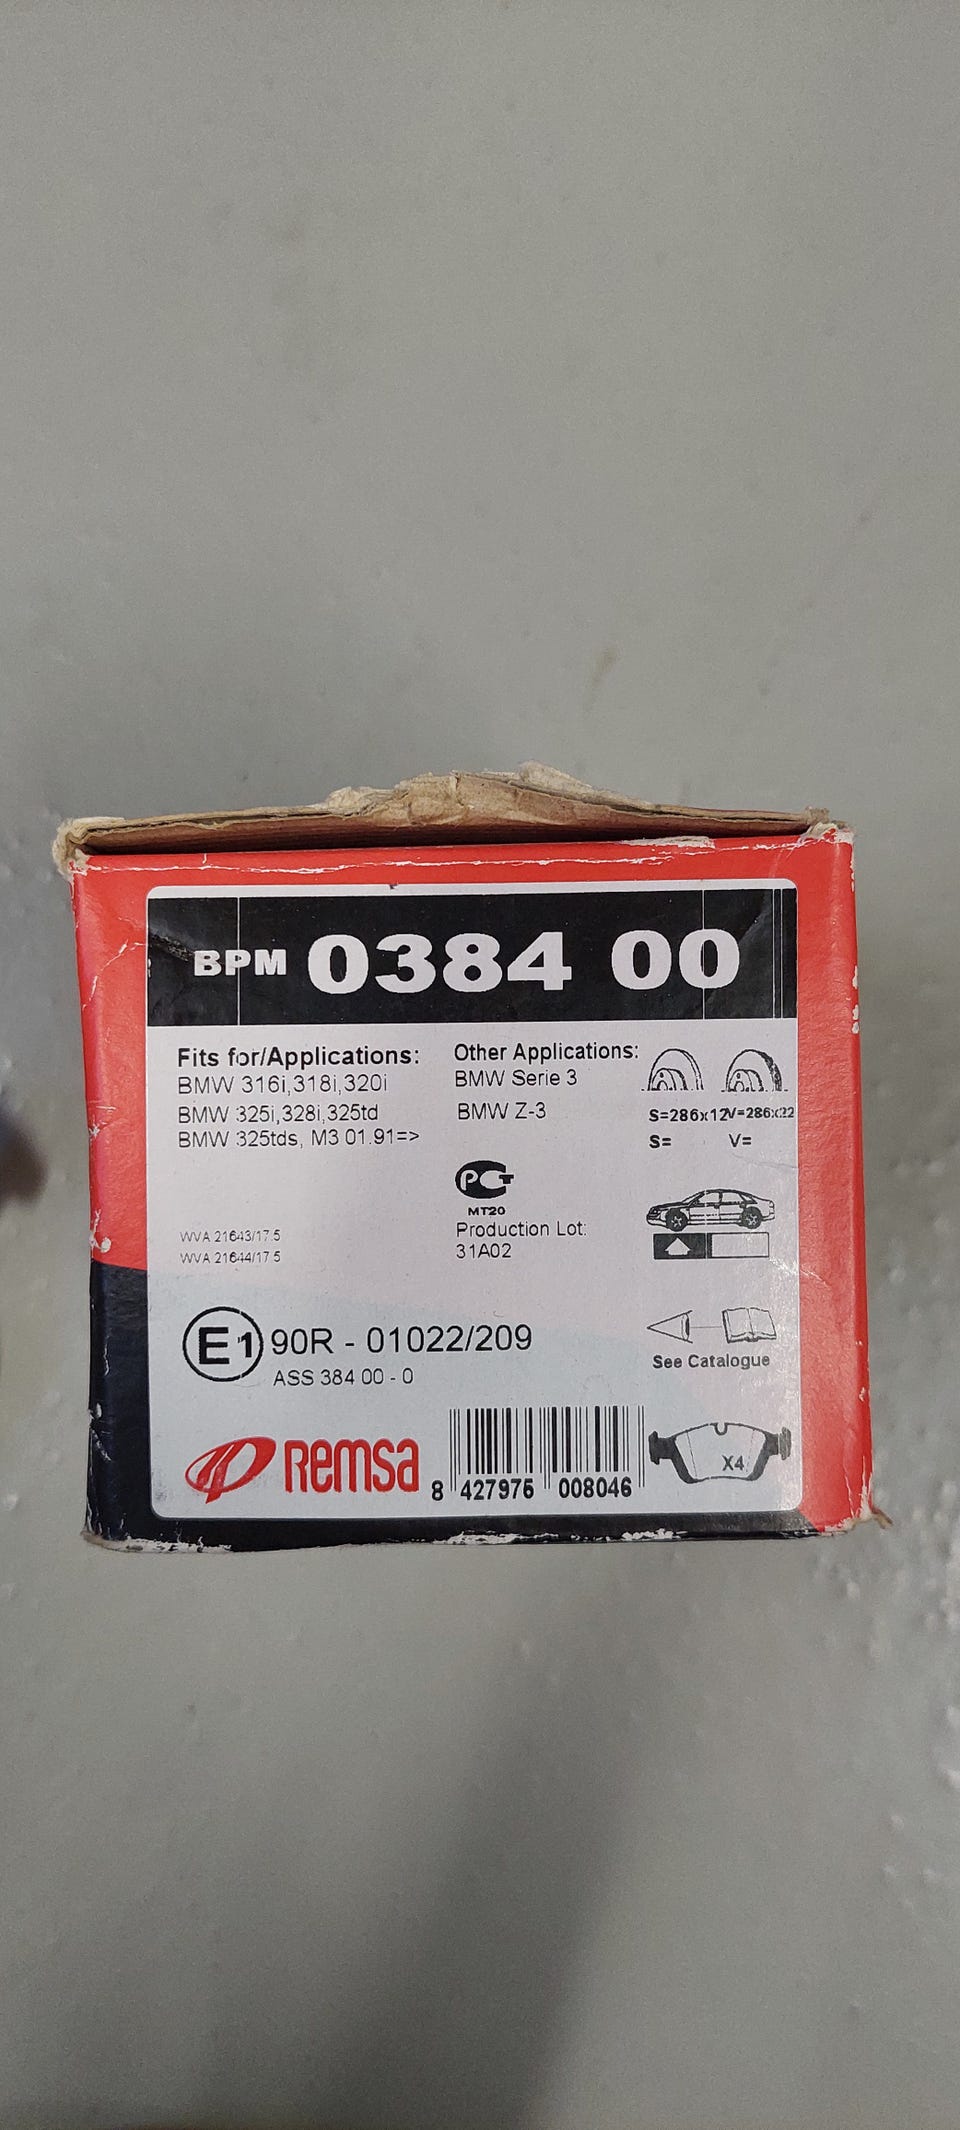 BPM 0384 00
Fits for/Applications:
BMW 316i,318i,320i
BMW 325i,328i,325td
BMW 325tds, M3 01.91=>
Other Applications:
BMW Serie 3
BMW Z-3
S=286x12 V=286x22
S= V=
PCT
MT20
Production Lot:
31A02
WVA 21643/17.5
WVA 21644/17.5
E1 90R - 01022/209
ASS 384 00 - 0
See Catalogue
Remsa
8 427976 008046
X4